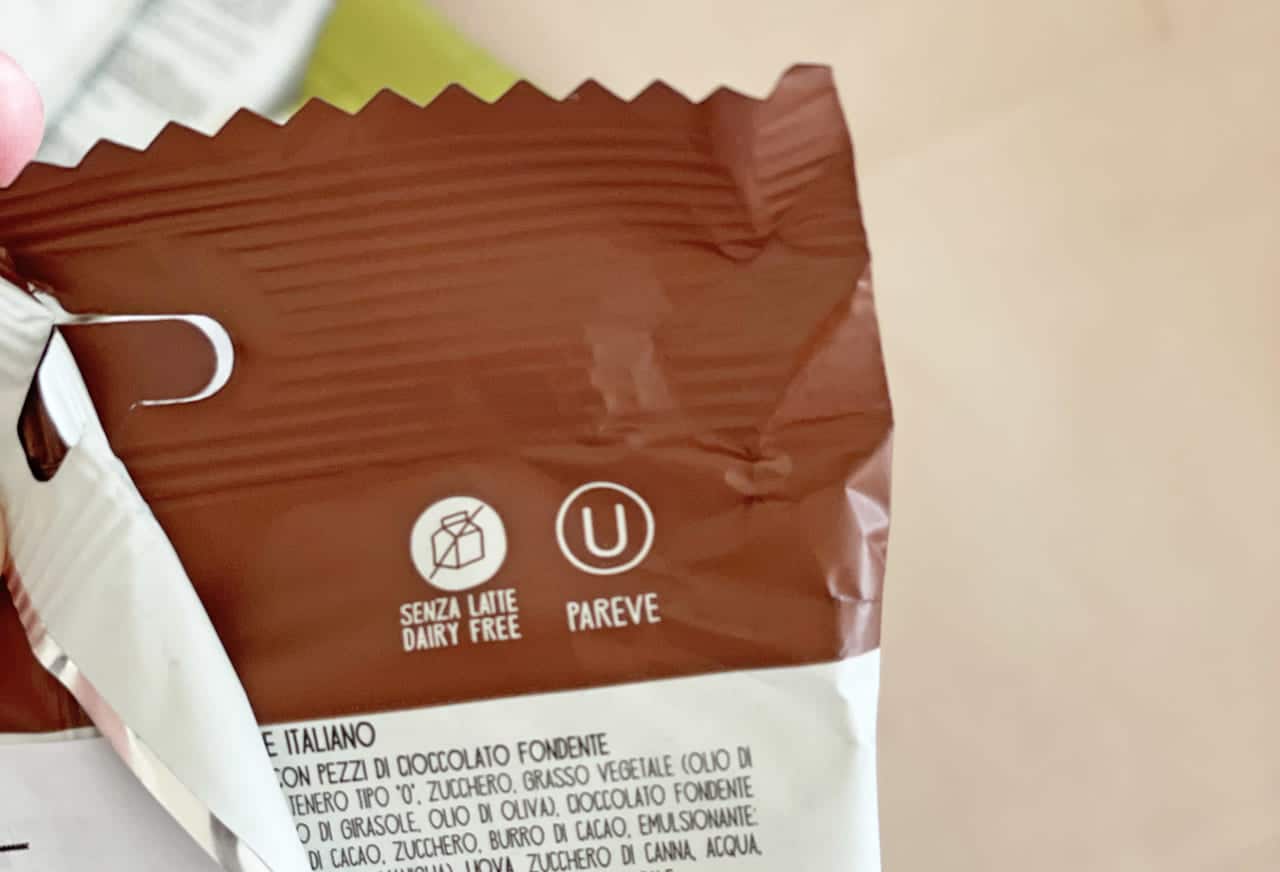 U
SENZA LATTE
DAIRY FREE
PAREVE
E ITALIANO
CON PEZZI DI CIOCCOLATO FONDENTE
TENERO TIPO "0", ZUCCHERO, GRASSO VEGETALE (OLIO DI
O DI GIRASOLE, OLIO DI OLIVA), CIOCCOLATO FONDENTE
DI CACAO, ZUCCHERO, BURRO DI CACAO, EMULSIONANTE:
UOVA, ZUCCHERO DI CANNA, ACQUA,